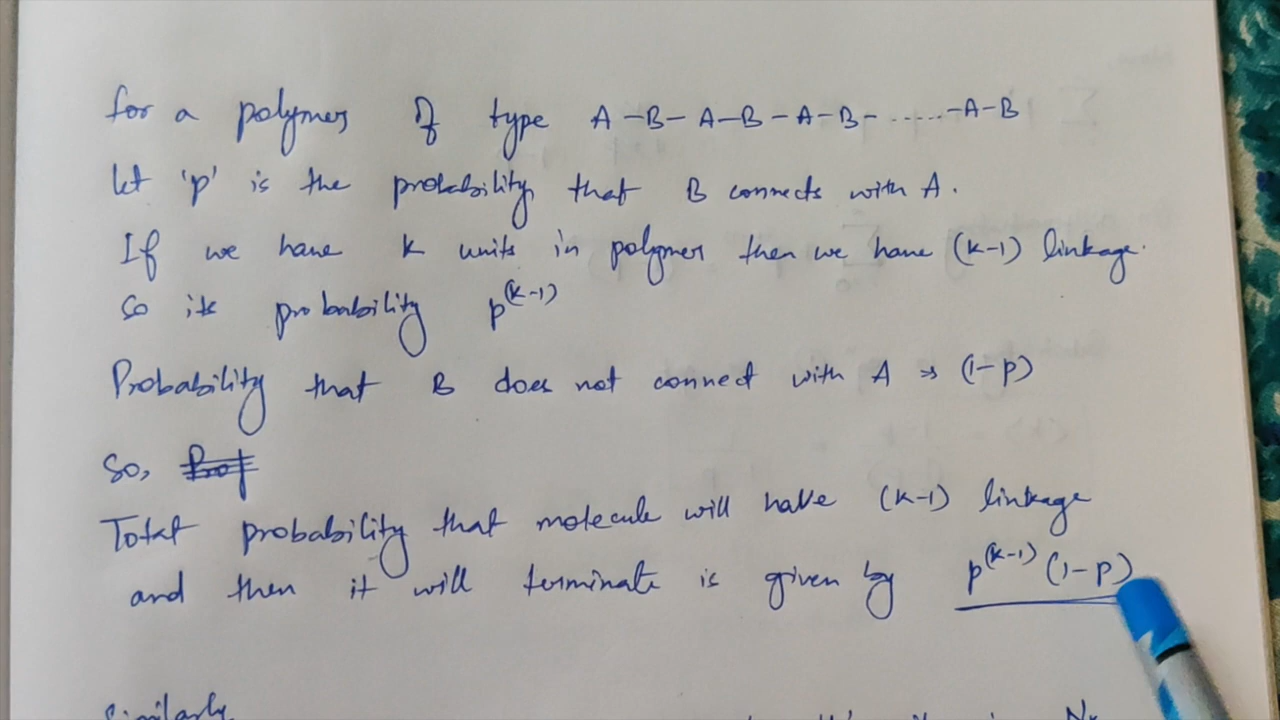 for a polymer of type A-B-A-B-A-B-......-A-B
let 'p' is the probability that B connects with A.
If we have k units in polymer then we have (k-1) linkage.
So its probability p^(k-1)
Probability that B does not connect with A ⇒ (1-p)
So,
Total probability that molecule will have (k-1) linkage
and then it will terminate is given by p^(k-1) (1-p)
Similarly